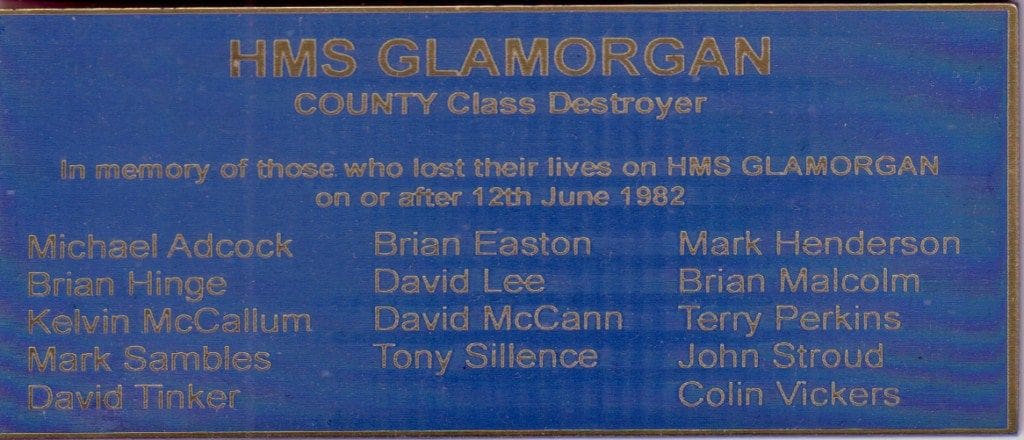 HMS GLAMORGAN
COUNTY Class Destroyer
In memory of those who lost their lives on HMS GLAMORGAN
on or after 12th June 1982
Michael Adcock Brian Easton Mark Henderson
Brian Hinge David Lee Brian Malcolm
Kelvin McCallum David McCann Terry Perkins
Mark Sambles Tony Sillence John Stroud
David Tinker Colin Vickers